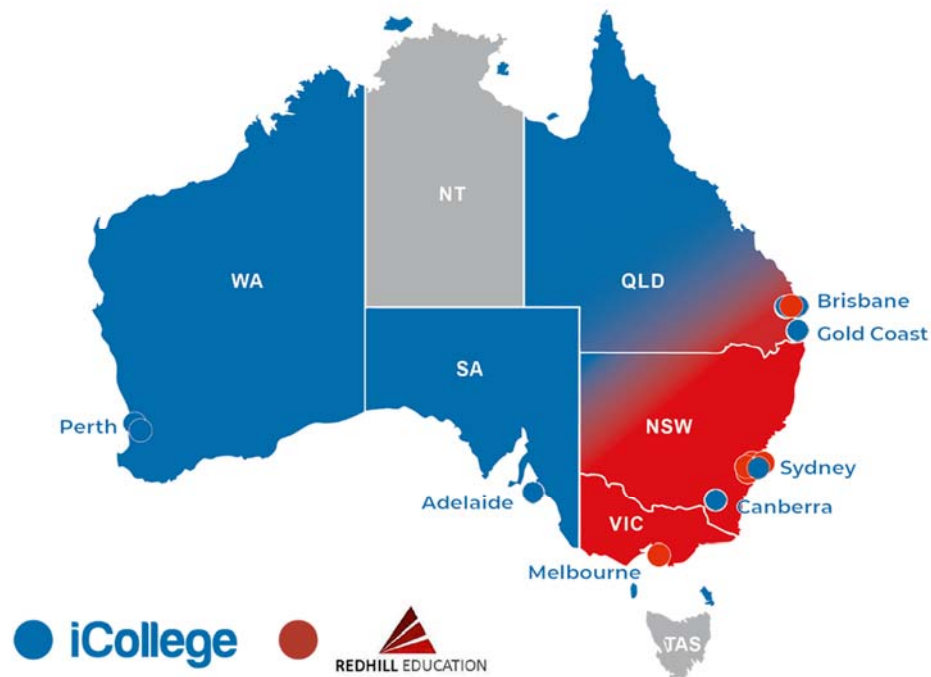 NT
WA
QLD
Brisbane
Gold Coast
SA
Perth
NSW
Sydney
Adelaide
Canberra
VIC
Melbourne
TAS
iCollege
REDHILL EDUCATION